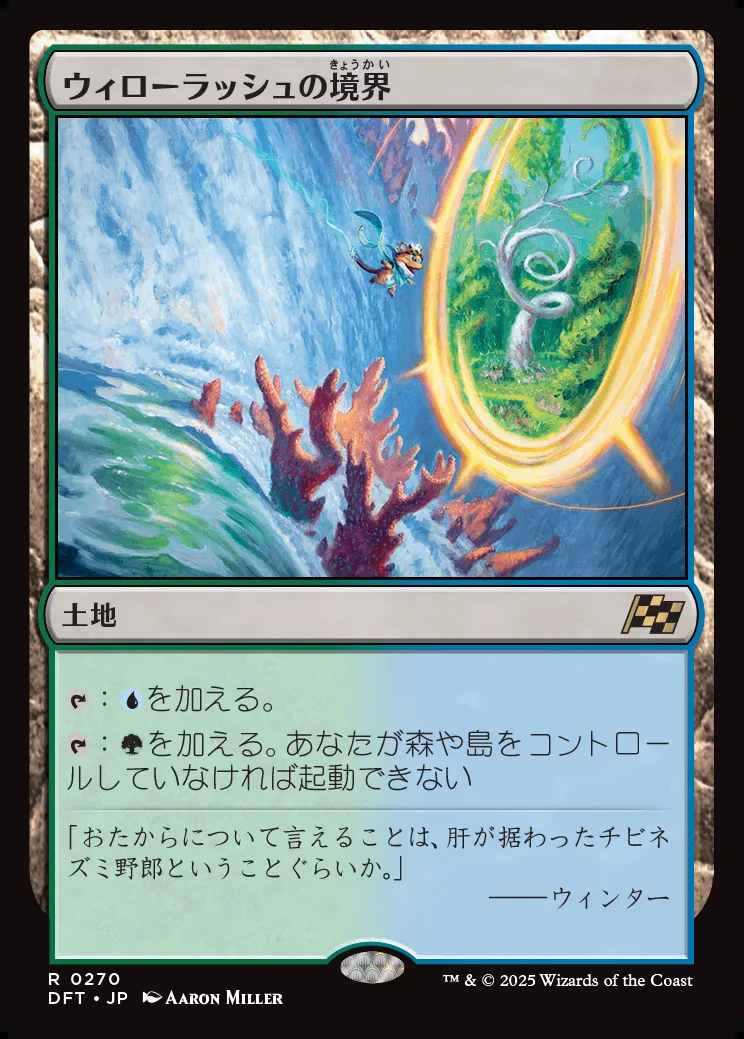 きょうかい
ウィローラッシュの境界
土地
：を加える。
：を加える。あなたが森や島をコントロー
ルしていなければ起動できない
「おたからについて言えることは、肝が据わったチビネ
ズミ野郎ということぐらいか。」
――ウィンター
R 0270
DFT • JP AARON MILLER
™ & © 2025 Wizards of the Coast